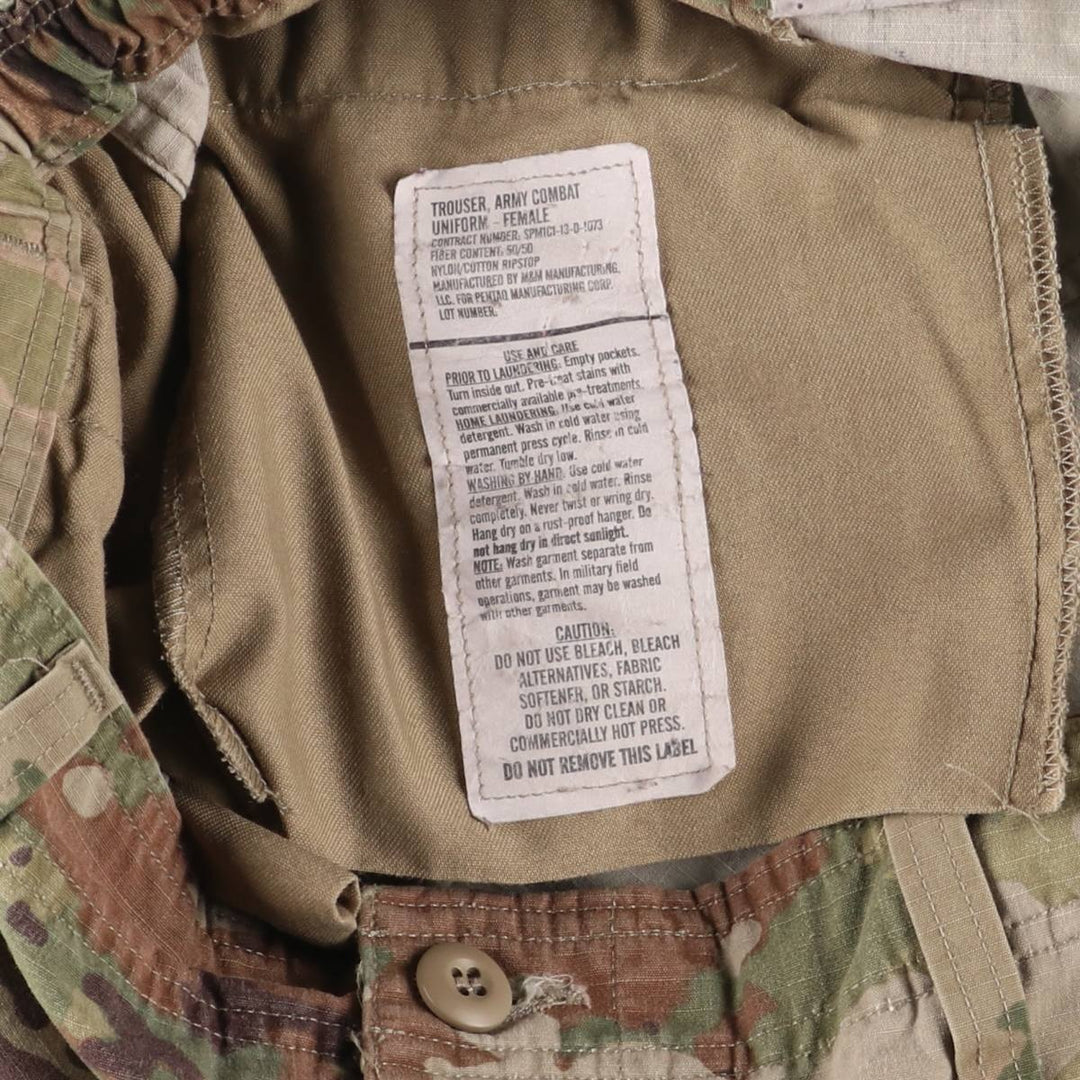 TROUSER, ARMY COMBAT
UNIFORM - FEMALE
CONTRACT NUMBER: SPM1C1-13-D-1073
FIBER CONTENT: 50/50
NYLON/COTTON RIPSTOP
MANUFACTURED BY M&M MANUFACTURING,
LLC. FOR PENTAQ MANUFACTURING CORP.
LOT NUMBER:
USE AND CARE
PRIOR TO LAUNDERING: Empty pockets.
Turn inside out. Pre-treat stains with
commercially available pre-treatments.
HOME LAUNDERING: Use cold water
detergent. Wash in cold water using
permanent press cycle. Rinse in cold
water. Tumble dry low.
WASHING BY HAND: Use cold water
detergent. Wash in cold water. Rinse
completely. Never twist or wring dry.
Hang dry on a rust-proof hanger. Do
not hang dry in direct sunlight.
NOTE: Wash garment separate from
other garments. In military field
operations, garment may be washed
with other garments.
CAUTION:
DO NOT USE BLEACH, BLEACH
ALTERNATIVES, FABRIC
SOFTENER, OR STARCH.
DO NOT DRY CLEAN OR
COMMERCIALLY HOT PRESS.
DO NOT REMOVE THIS LABEL